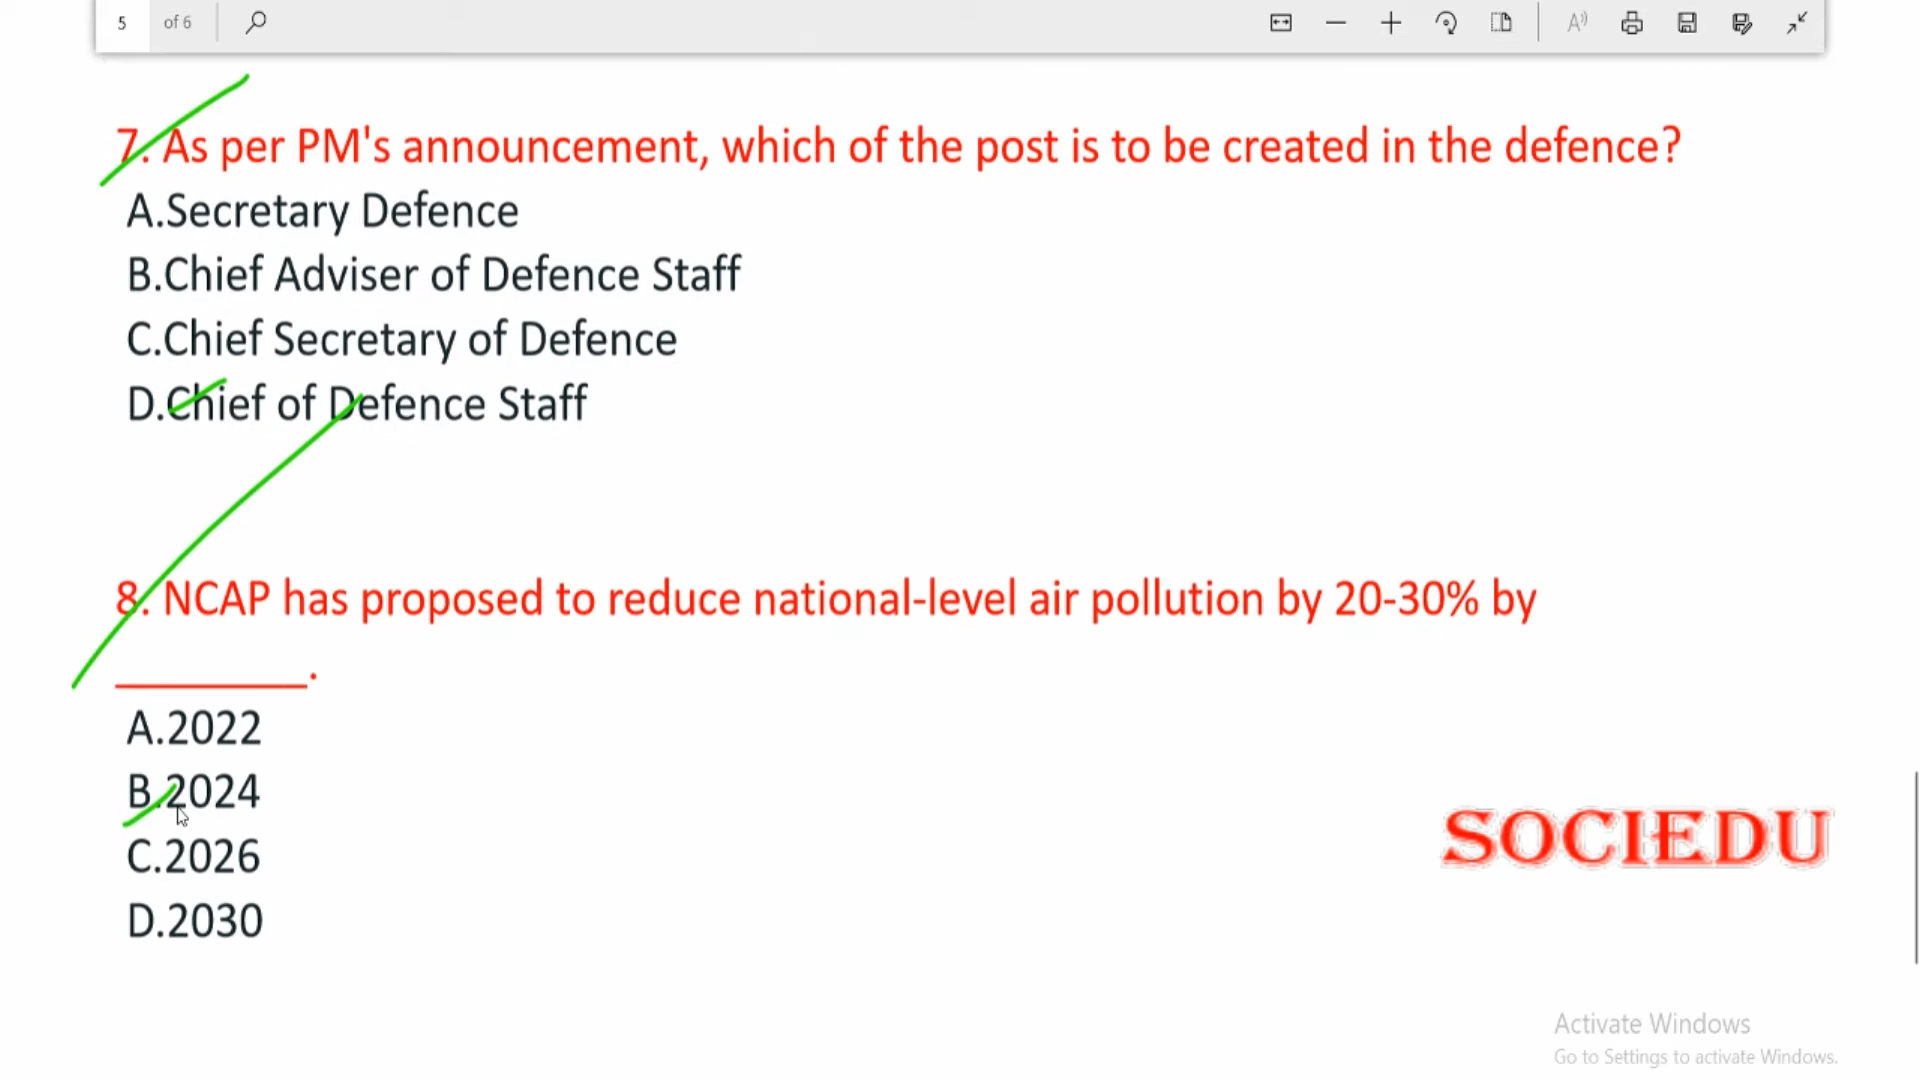 5 of 6
7. As per PM's announcement, which of the post is to be created in the defence?
A.Secretary Defence
B.Chief Adviser of Defence Staff
C.Chief Secretary of Defence
D.Chief of Defence Staff
8. NCAP has proposed to reduce national-level air pollution by 20-30% by
_________.
A.2022
B.2024
C.2026
D.2030
SOCIEDU
Activate Windows
Go to Settings to activate Windows.